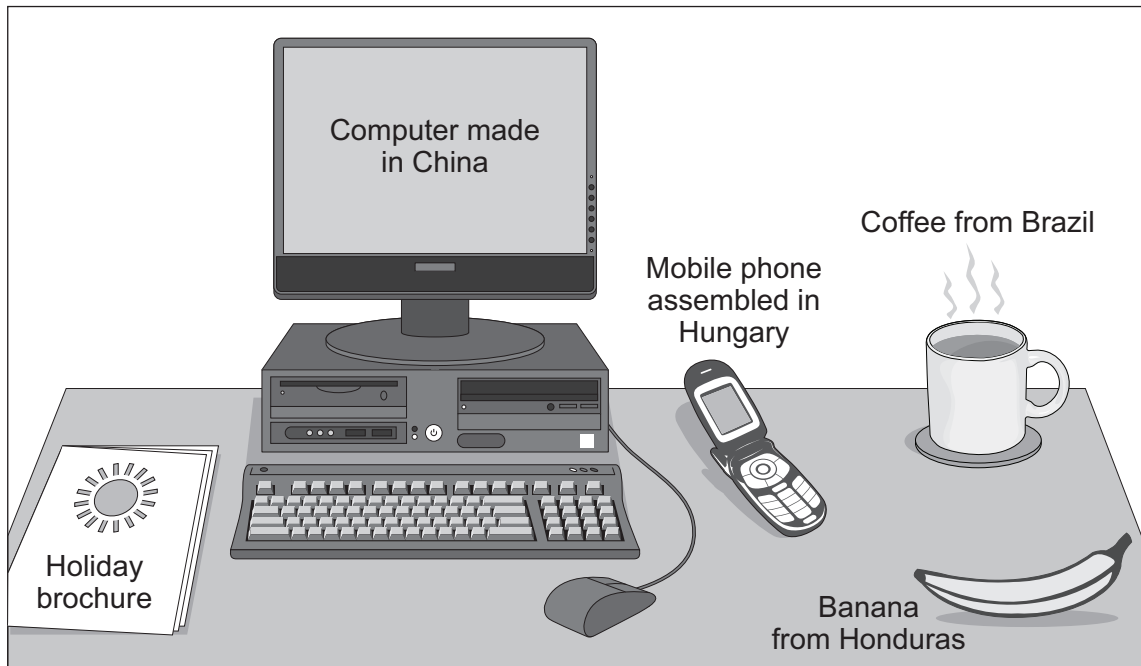 Computer made
in China
Coffee from Brazil
Mobile phone
assembled in
Hungary
Holiday
brochure
Banana
from Honduras